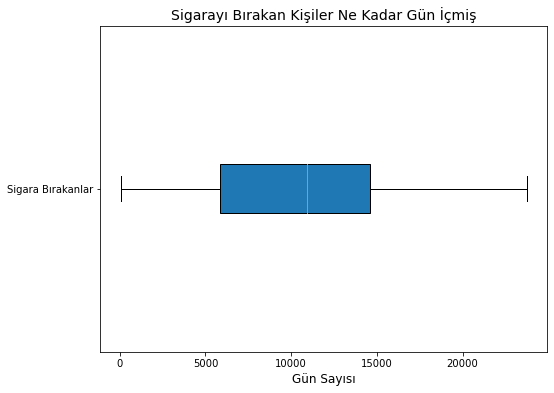 Sigarayı Bırakan Kişiler Ne Kadar Gün İçmiş
Sigara Bırakanlar
0 5000 10000 15000 20000
Gün Sayısı